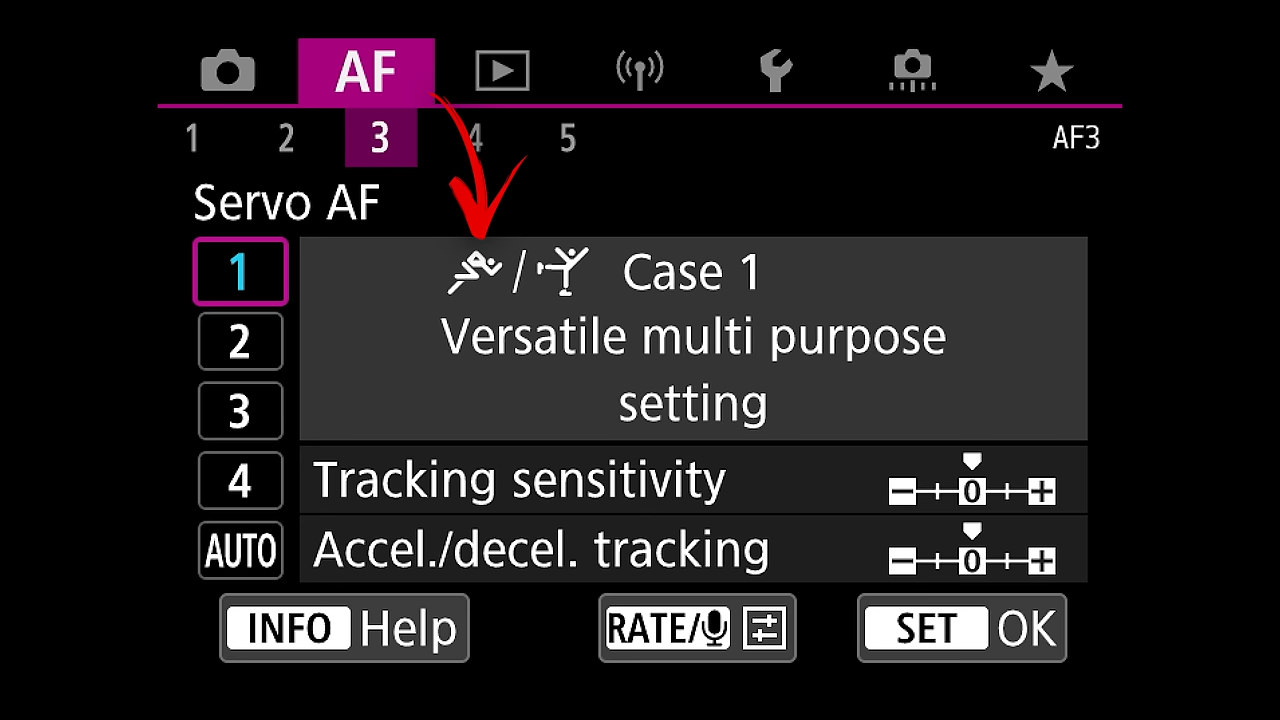 AF
1 2 3 4 5 AF3
Servo AF
1 / Case 1
2 Versatile multi purpose
3 setting
4 Tracking sensitivity − 0 +
AUTO Accel./decel. tracking − 0 +
INFO Help RATE/ SET OK